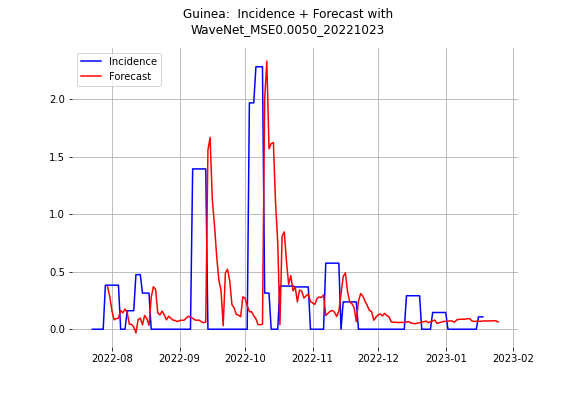 Guinea:  Incidence + Forecast with
WaveNet_MSE0.0050_20221023
Incidence
Forecast
2.0
1.5
1.0
0.5
0.0
2022-08 2022-09 2022-10 2022-11 2022-12 2023-01 2023-02